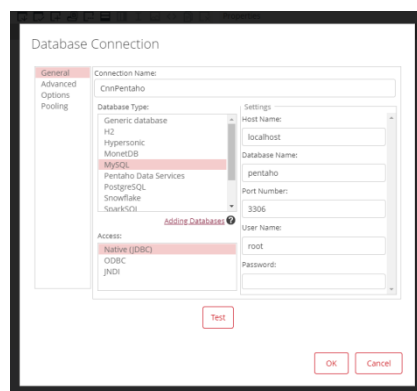 Properties
Database Connection
General
Advanced
Options
Pooling
Connection Name:
CnnPentaho
Database Type:
Generic database
H2
Hypersonic
MonetDB
MySQL
Pentaho Data Services
PostgreSQL
Snowflake
SparkSQL
Adding Databases ?
Access:
Native (JDBC)
ODBC
JNDI
Settings
Host Name:
localhost
Database Name:
pentaho
Port Number:
3306
User Name:
root
Password:
Test
OK
Cancel